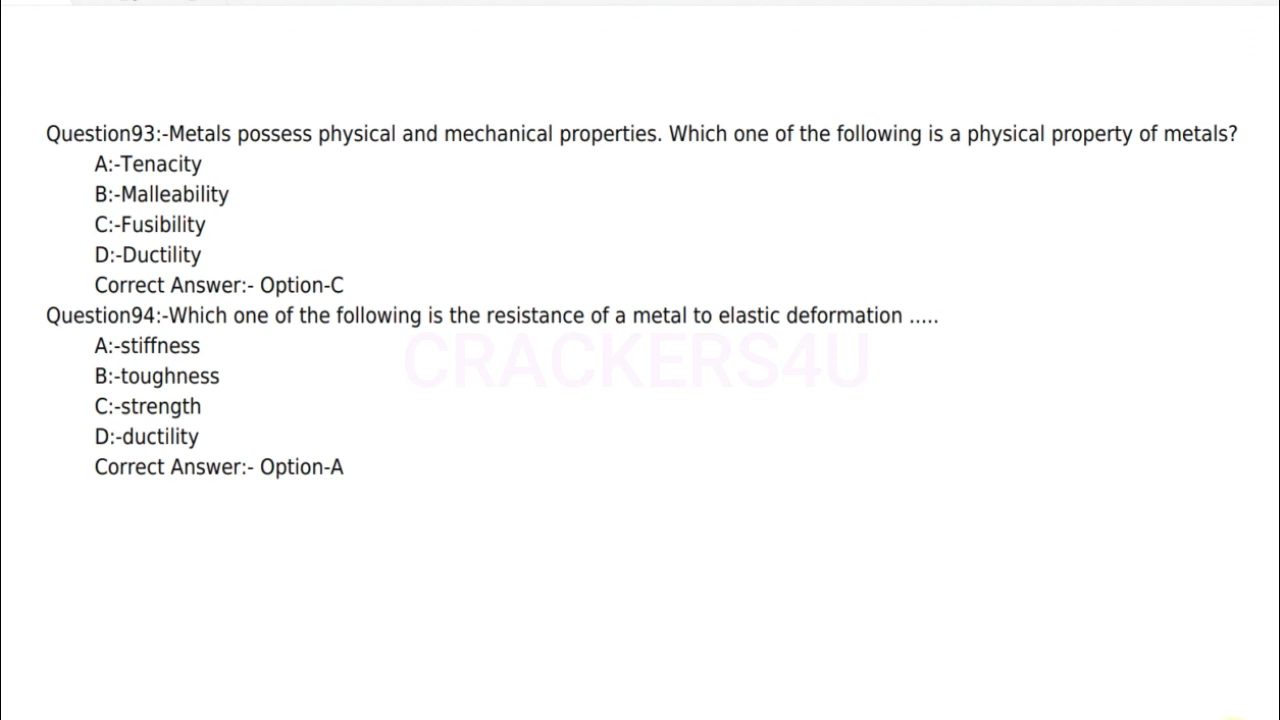 Question93:-Metals possess physical and mechanical properties. Which one of the following is a physical property of metals?
A:-Tenacity
B:-Malleability
C:-Fusibility
D:-Ductility
Correct Answer:- Option-C
Question94:-Which one of the following is the resistance of a metal to elastic deformation .....
A:-stiffness
CRACKERS4U
B:-toughness
C:-strength
D:-ductility
Correct Answer:- Option-A